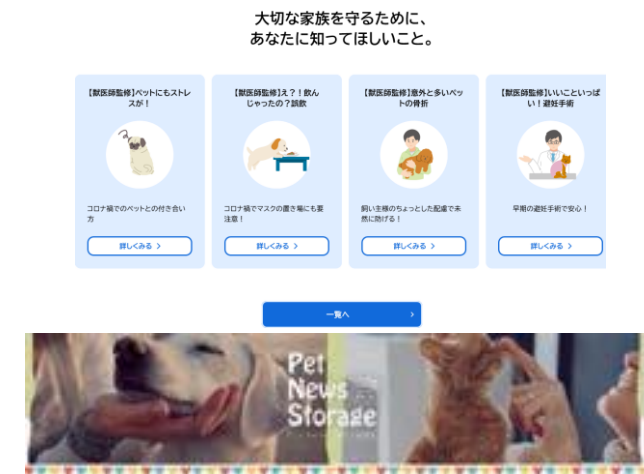 大切な家族を守るために、
あなたに知ってほしいこと。
【獣医師監修】ペットにもストレ
スが！
コロナ禍でのペットとの付き合い
方
詳しくみる
【獣医師監修】え？！飲ん
じゃったの？誤飲
コロナ禍でマスクの置き場にも要
注意！
詳しくみる
【獣医師監修】意外と多いペッ
トの骨折
飼い主様のちょっとした配慮で未
然に防げる！
詳しくみる
【獣医師監修】いいこといっぱ
い！避妊手術
早期の避妊手術で安心！
詳しくみる
一覧へ
Pet
News
Storage